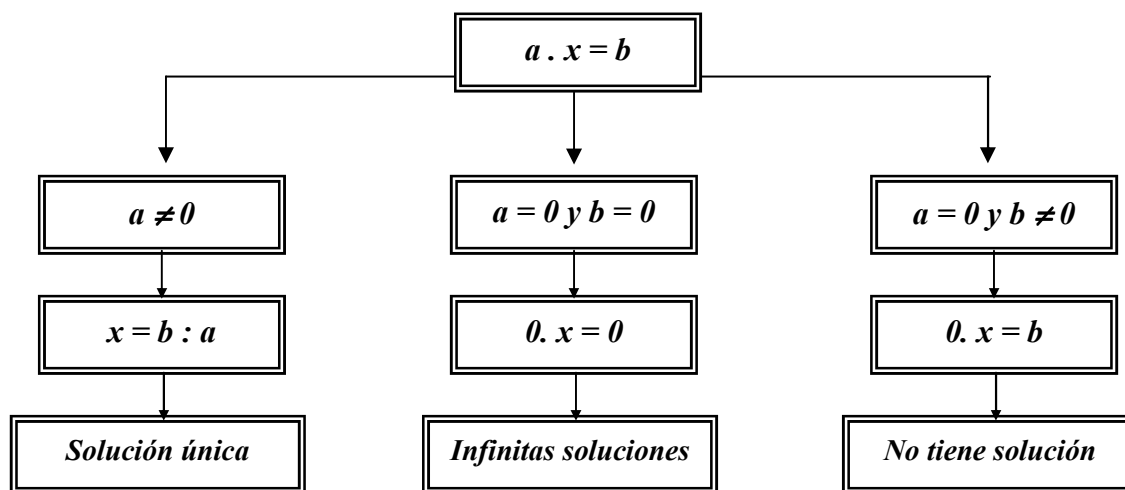 a . x = b
a ≠ 0
a = 0 y b = 0
a = 0 y b ≠ 0
x = b : a
0. x = 0
0. x = b
Solución única
Infinitas soluciones
No tiene solución